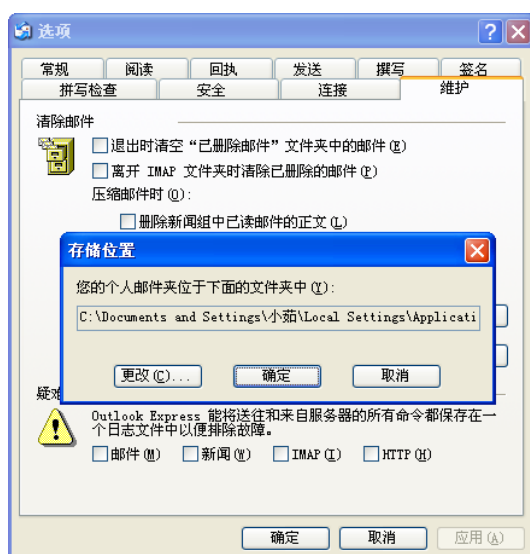 选项
常规 阅读 回执 发送 撰写 签名
拼写检查 安全 连接 维护
清除邮件
退出时清空“已删除邮件”文件夹中的邮件(E)
离开 IMAP 文件夹时清除已删除的邮件(P)
压缩邮件时(O):
删除新闻组中已读邮件的正文(L)
存储位置
您的个人邮件夹位于下面的文件夹中(Y):
C:\Documents and Settings\小茹\Local Settings\Applicati
更改(C)... 确定 取消
疑难
Outlook Express 能将送往和来自服务器的所有命令都保存在一
个日志文件中以便排除故障。
邮件(M) 新闻(W) IMAP(I) HTTP(H)
确定 取消 应用(A)